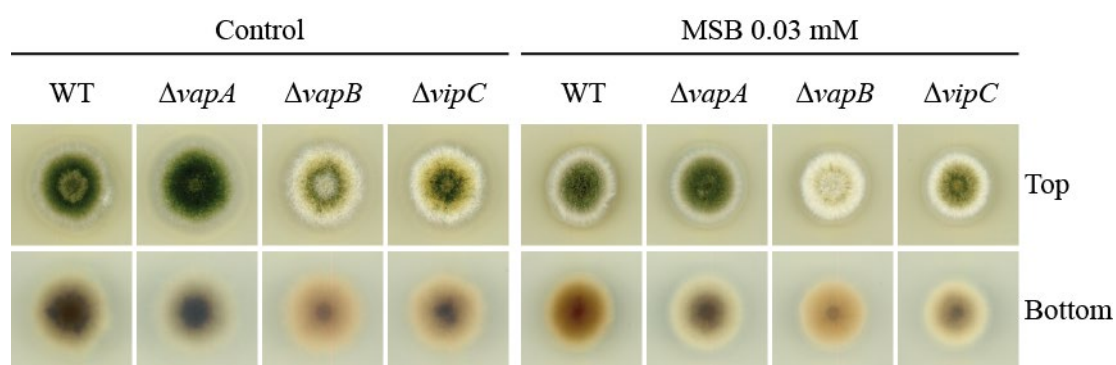 Control MSB 0.03 mM
WT ΔvapA ΔvapB ΔvipC WT ΔvapA ΔvapB ΔvipC
Top
Bottom